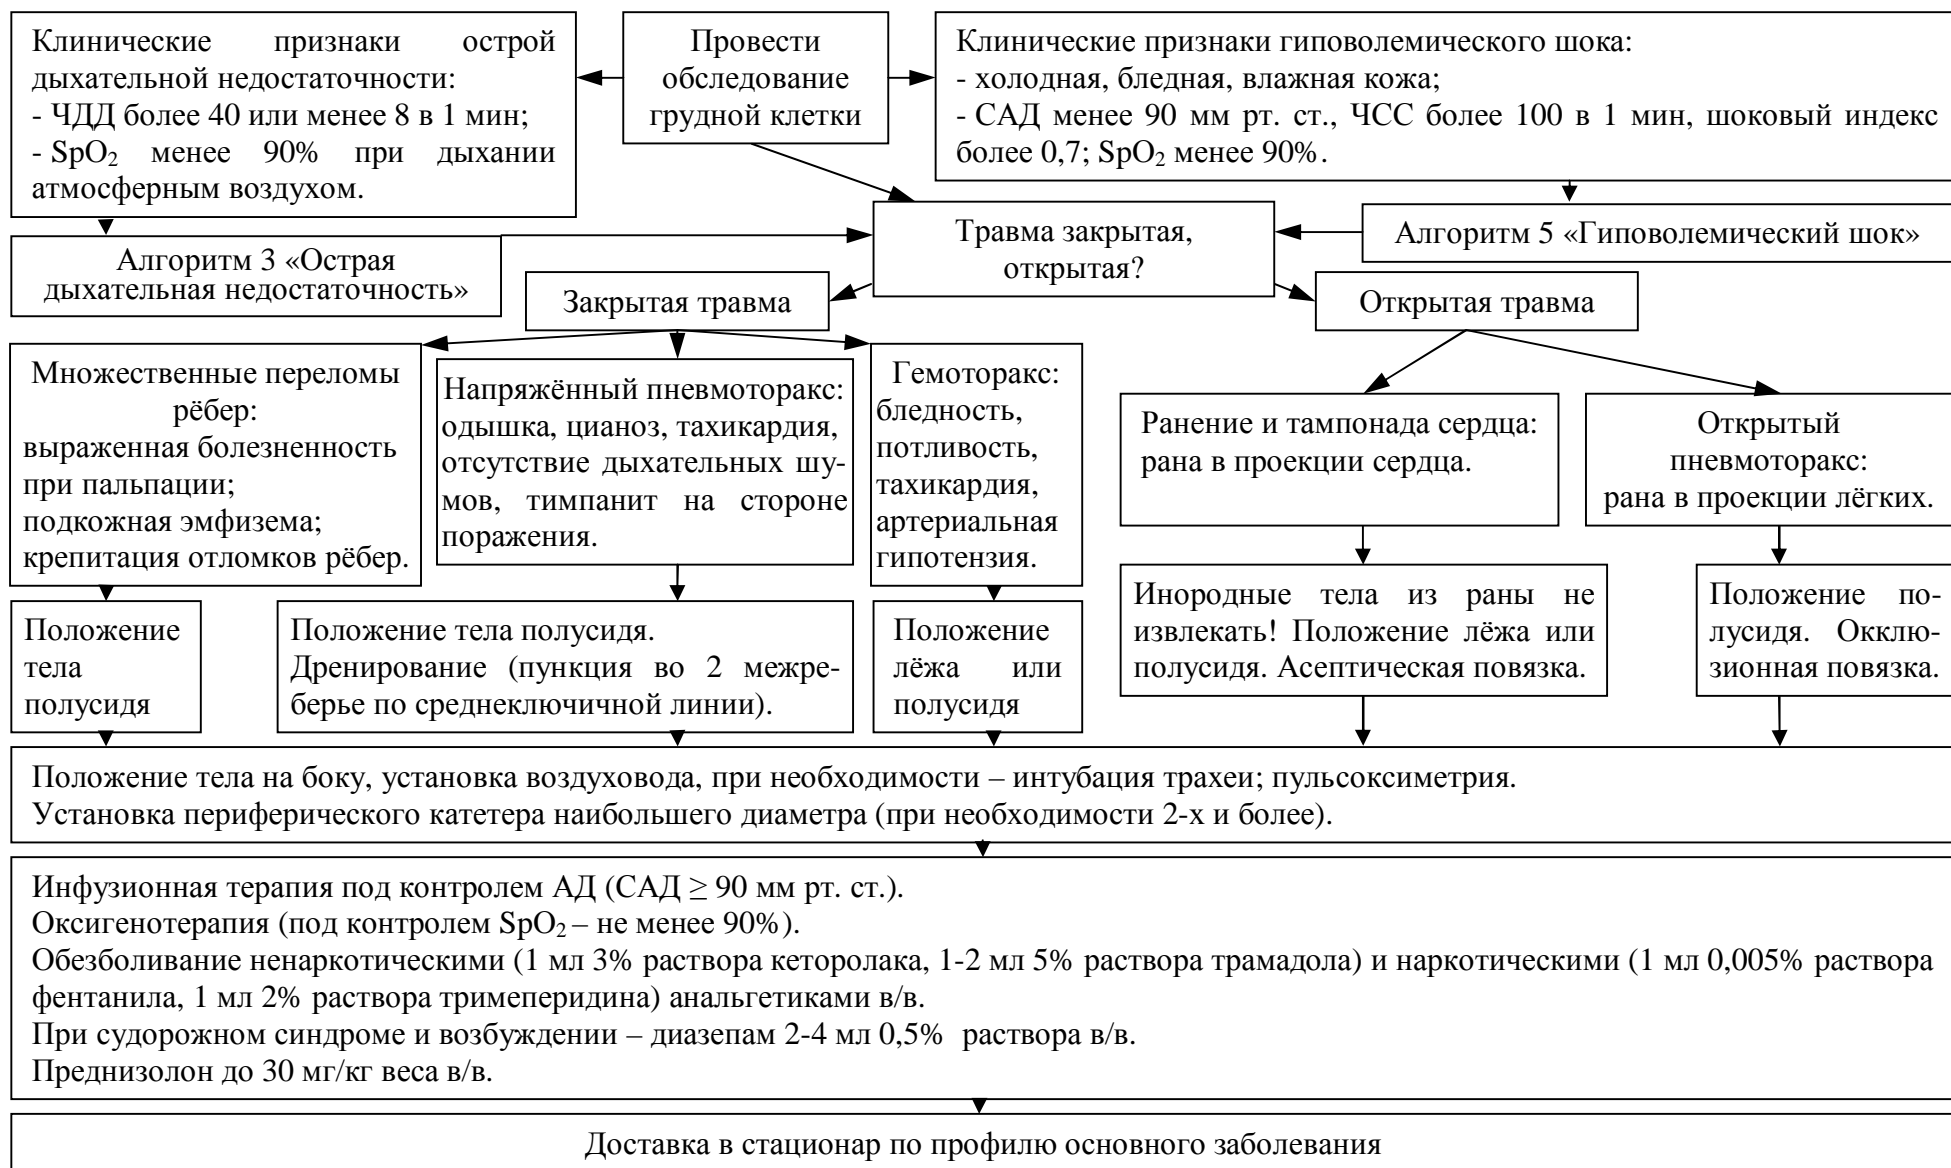 Клинические признаки острой
дыхательной недостаточности:
- ЧДД более 40 или менее 8 в 1 мин;
- SpO₂ менее 90% при дыхании
атмосферным воздухом.
Провести
обследование
грудной клетки
Клинические признаки гиповолемического шока:
- холодная, бледная, влажная кожа;
- САД менее 90 мм рт. ст., ЧСС более 100 в 1 мин, шоковый индекс
более 0,7; SpO₂ менее 90%.
Алгоритм 3 «Острая
дыхательная недостаточность»
Травма закрытая,
открытая?
Алгоритм 5 «Гиповолемический шок»
Закрытая травма
Открытая травма
Множественные переломы
рёбер:
выраженная болезненность
при пальпации;
подкожная эмфизема;
крепитация отломков рёбер.
Напряжённый пневмоторакс:
одышка, цианоз, тахикардия,
отсутствие дыхательных шу-
мов, тимпанит на стороне
поражения.
Гемоторакс:
бледность,
потливость,
тахикардия,
артериальная
гипотензия.
Ранение и тампонада сердца:
рана в проекции сердца.
Открытый
пневмоторакс:
рана в проекции лёгких.
Положение
тела
полусидя
Положение тела полусидя.
Дренирование (пункция во 2 межре-
берье по среднеключичной линии).
Положение
лёжа или
полусидя
Инородные тела из раны не
извлекать! Положение лёжа или
полусидя. Асептическая повязка.
Положение по-
лусидя. Окклю-
зионная повязка.
Положение тела на боку, установка воздуховода, при необходимости – интубация трахеи; пульсоксиметрия.
Установка периферического катетера наибольшего диаметра (при необходимости 2-х и более).
Инфузионная терапия под контролем АД (САД ≥ 90 мм рт. ст.).
Оксигенотерапия (под контролем SpO₂ – не менее 90%).
Обезболивание ненаркотическими (1 мл 3% раствора кеторолака, 1-2 мл 5% раствора трамадола) и наркотическими (1 мл 0,005% раствора
фентанила, 1 мл 2% раствора тримеперидина) анальгетиками в/в.
При судорожном синдроме и возбуждении – диазепам 2-4 мл 0,5% раствора в/в.
Преднизолон до 30 мг/кг веса в/в.
Доставка в стационар по профилю основного заболевания